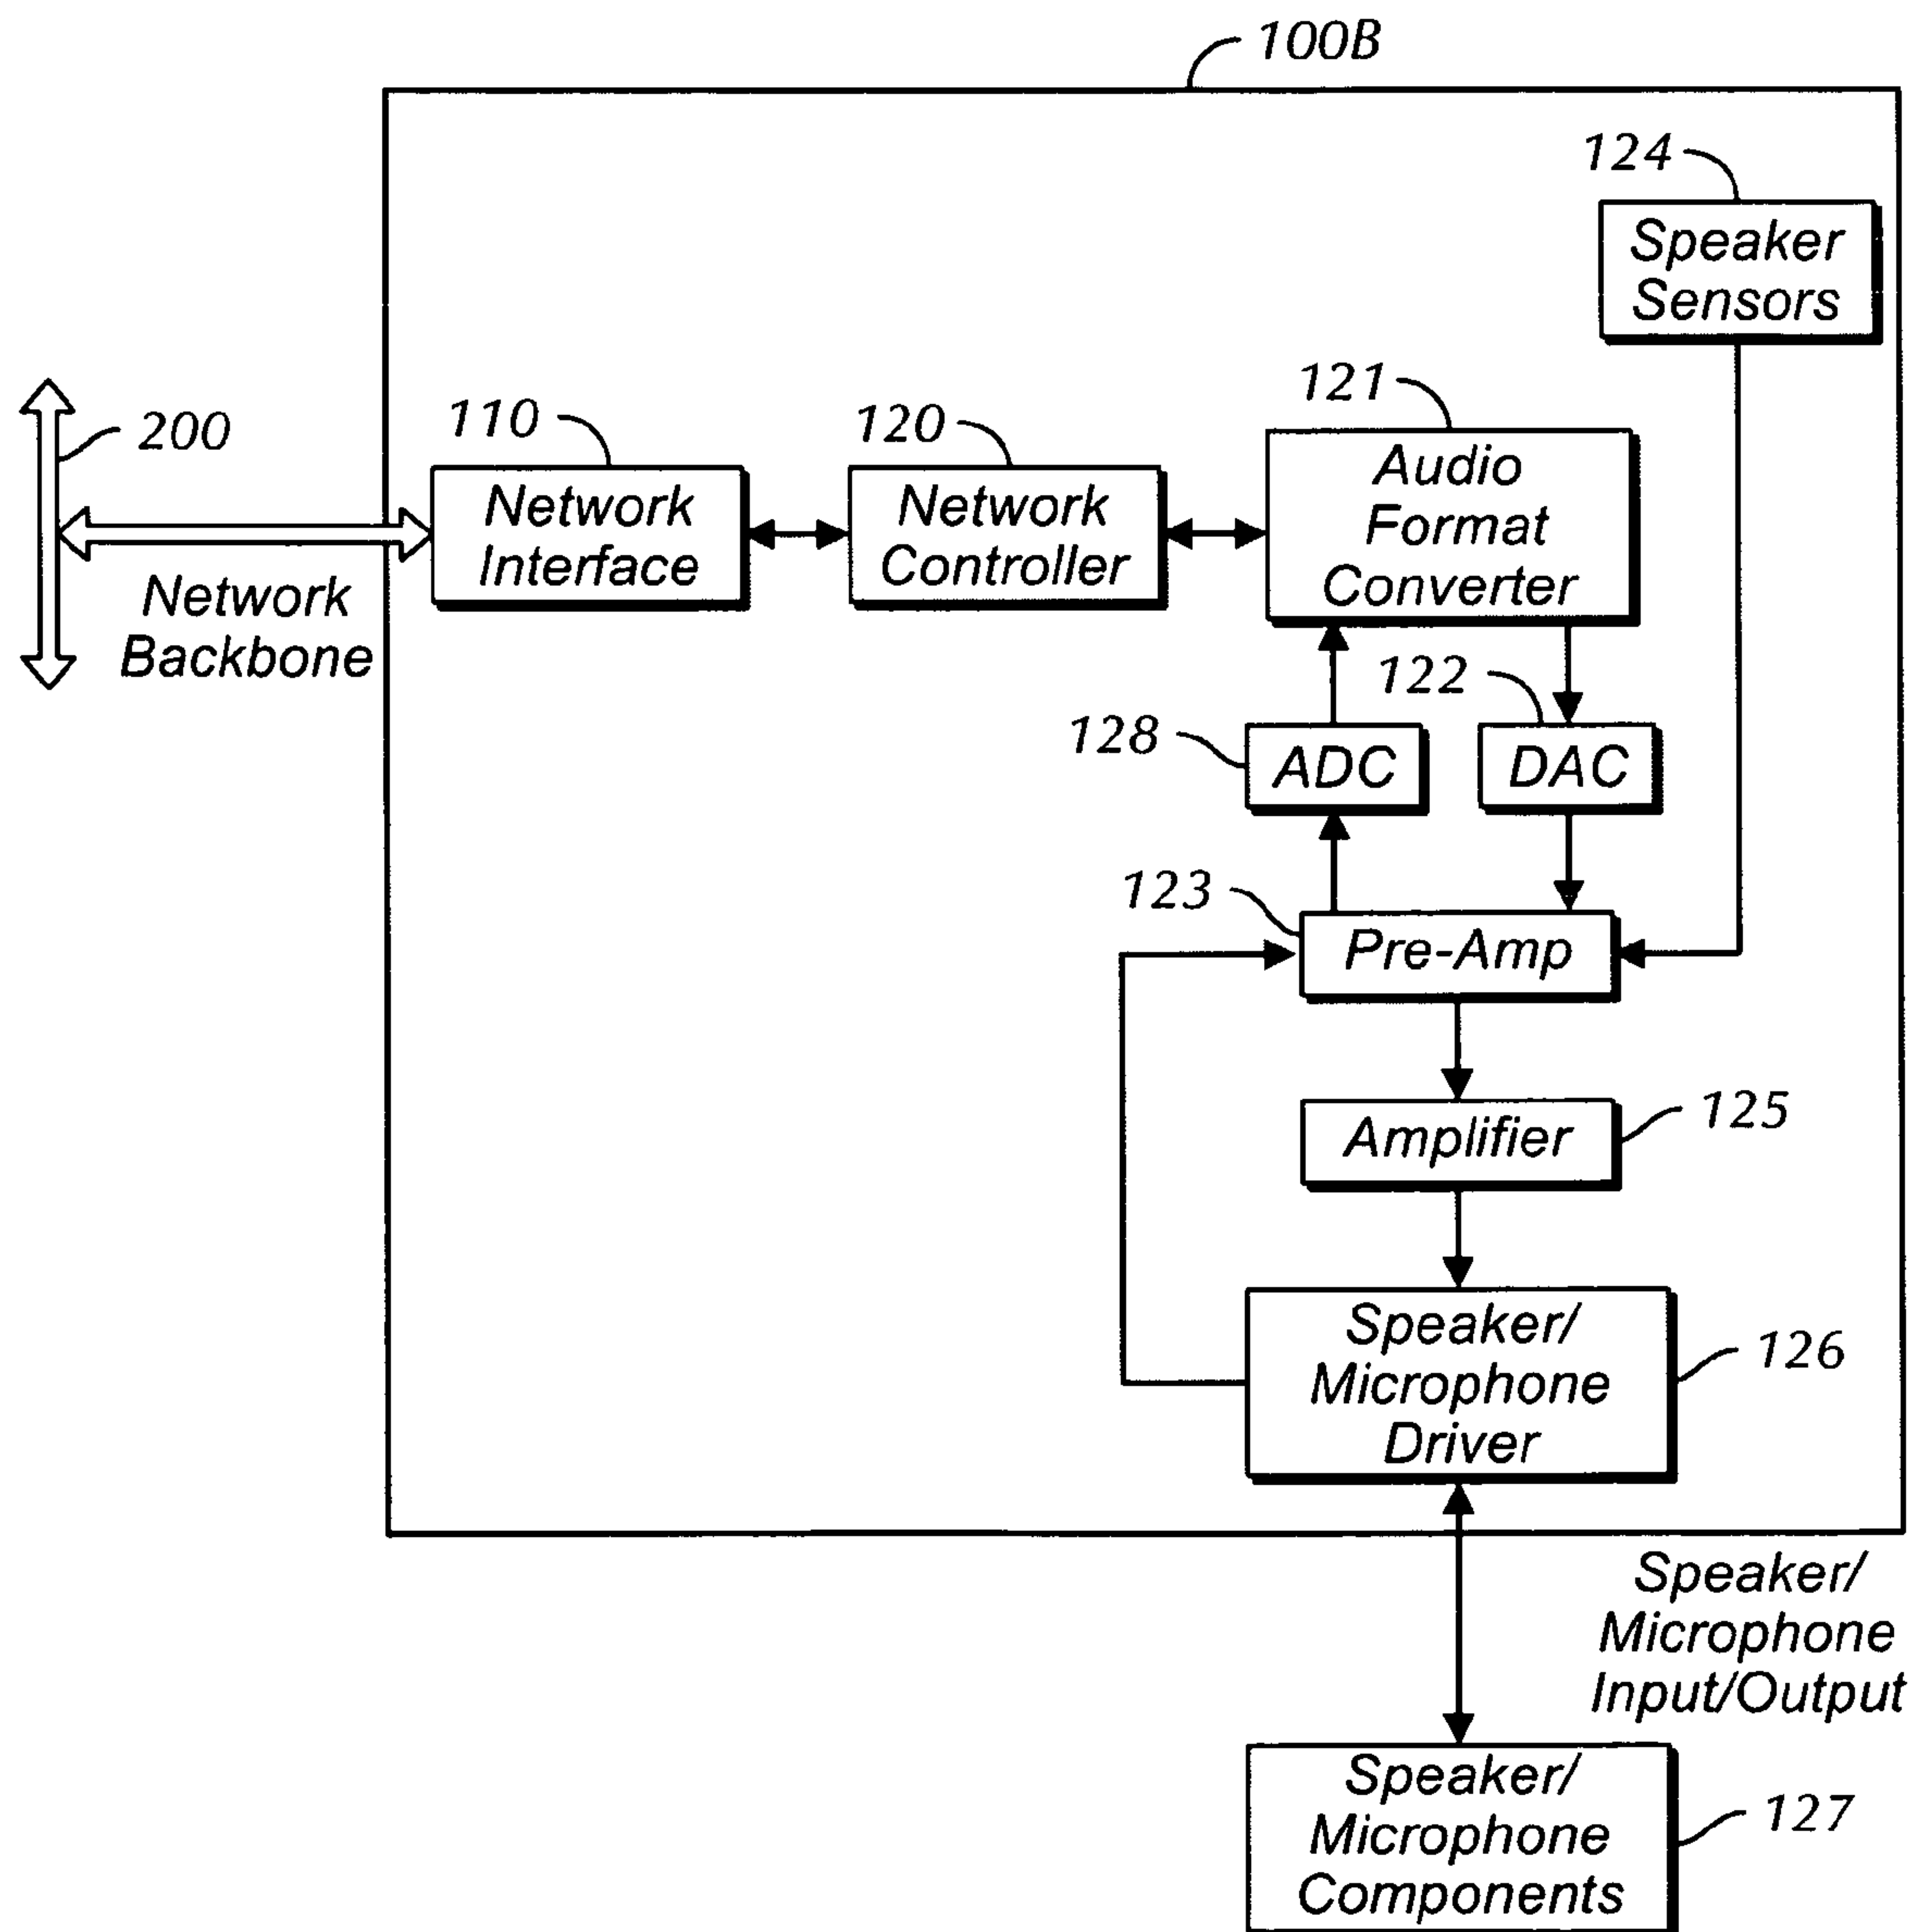 100B
124
Speaker
Sensors
121
110
120
200
Audio
Format
Converter
Network
Interface
Network
Controller
Network
Backbone
122
128
ADC
DAC
123
Pre-Amp
125
Amplifier
Speaker/
Microphone
Driver
126
Speaker/
Microphone
Input/Output
Speaker/
Microphone
Components
127